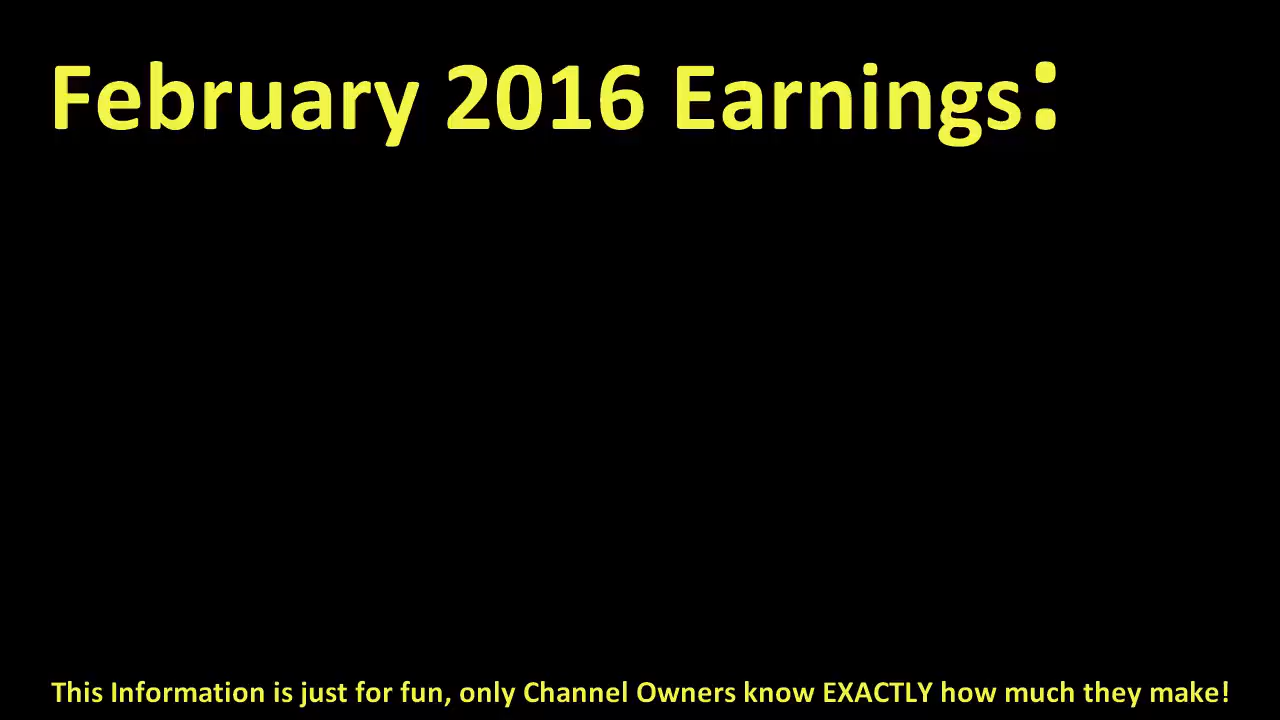 February 2016 Earnings:
This Information is just for fun, only Channel Owners know EXACTLY how much they make!